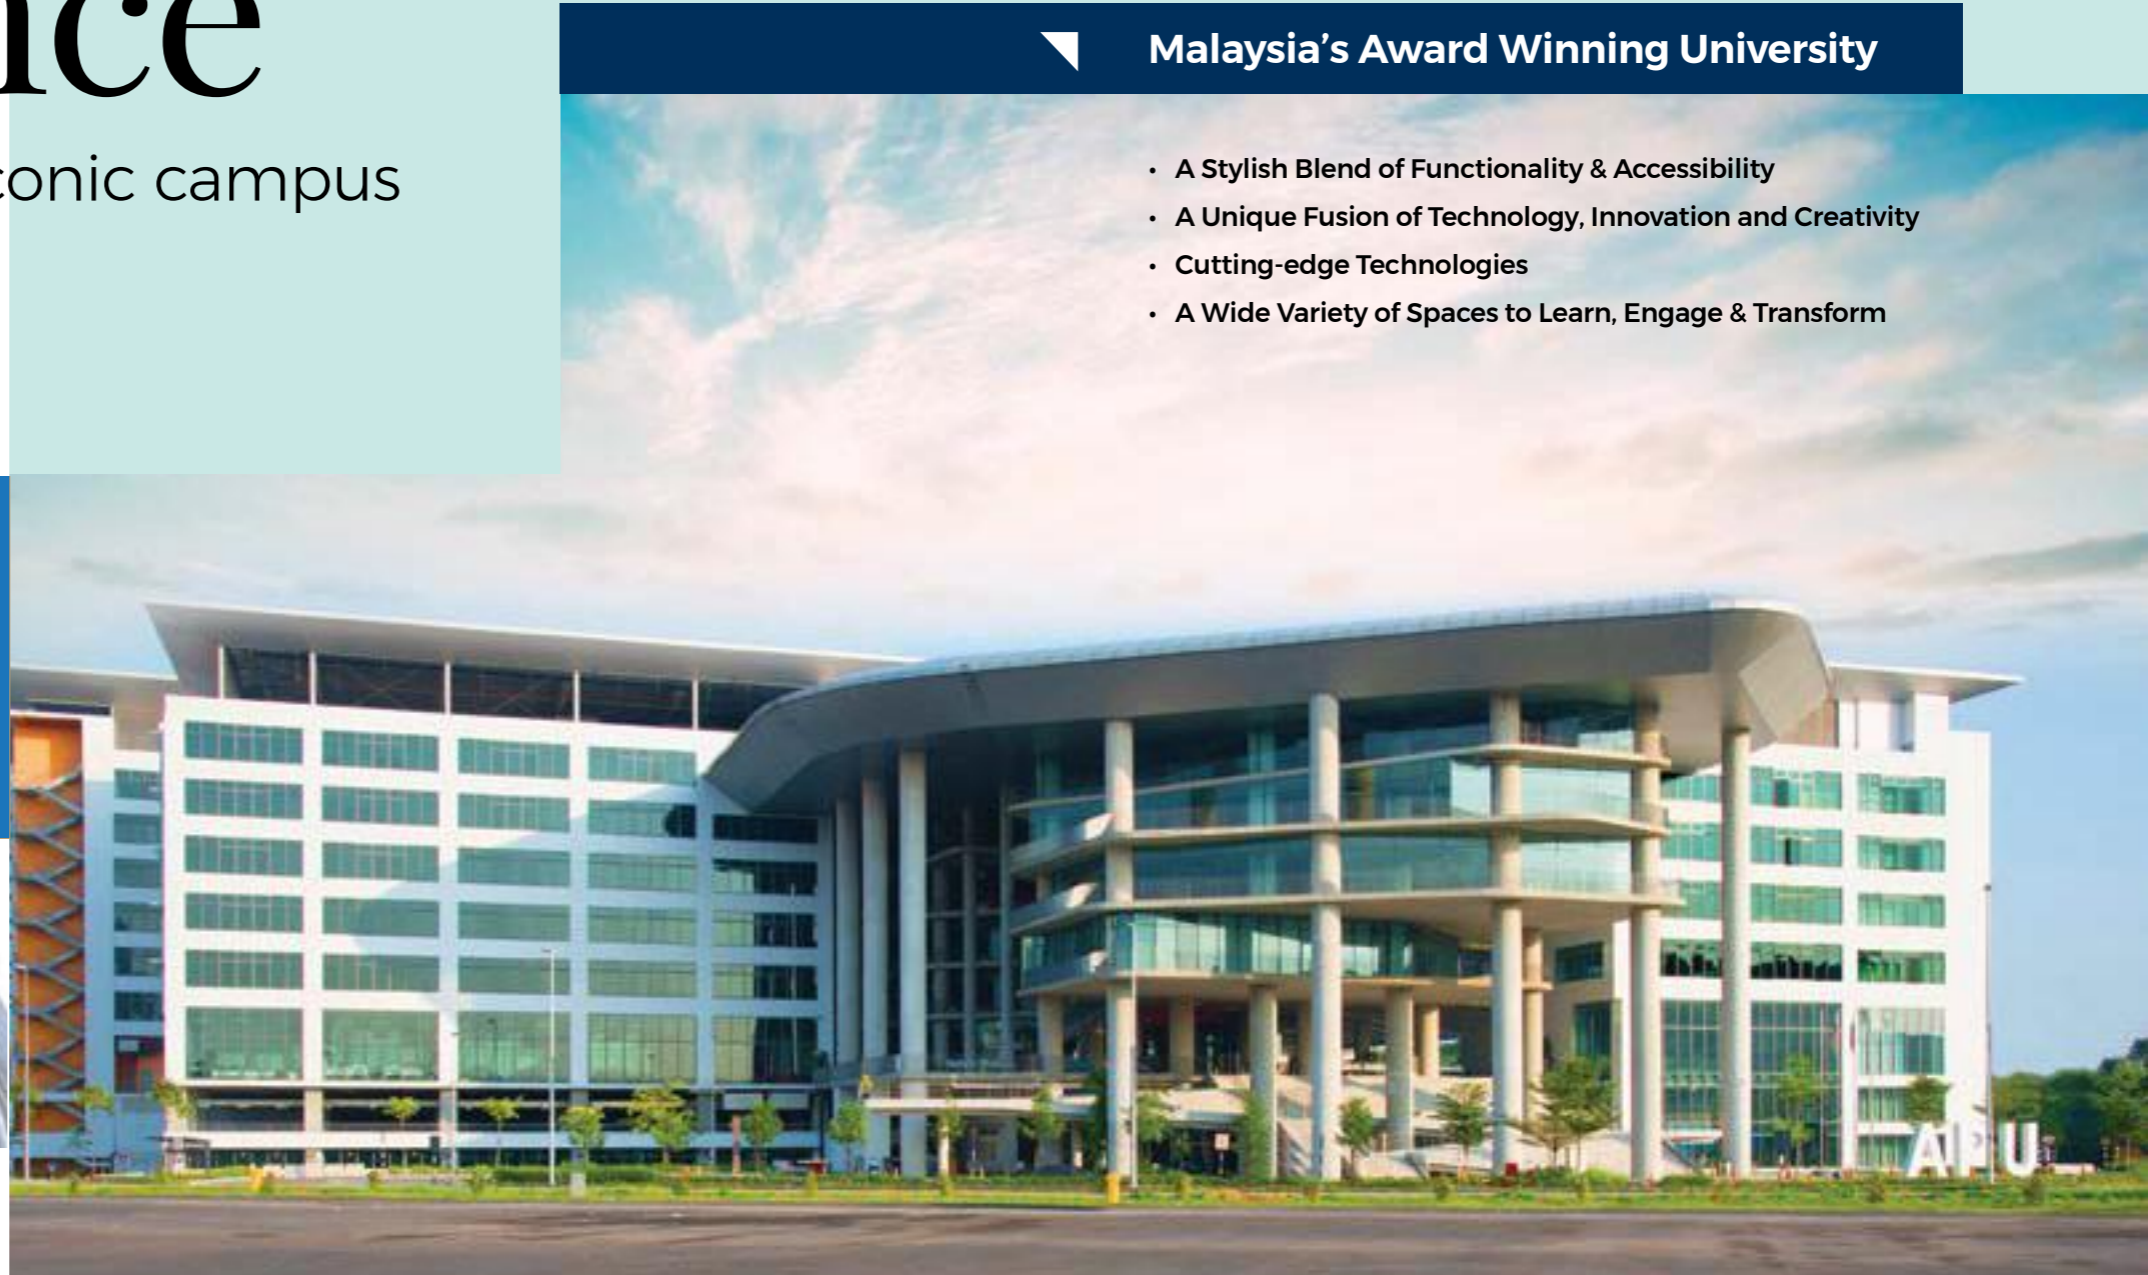 conic campus
Malaysia's Award Winning University
• A Stylish Blend of Functionality & Accessibility
• A Unique Fusion of Technology, Innovation and Creativity
• Cutting-edge Technologies
• A Wide Variety of Spaces to Learn, Engage & Transform
APU